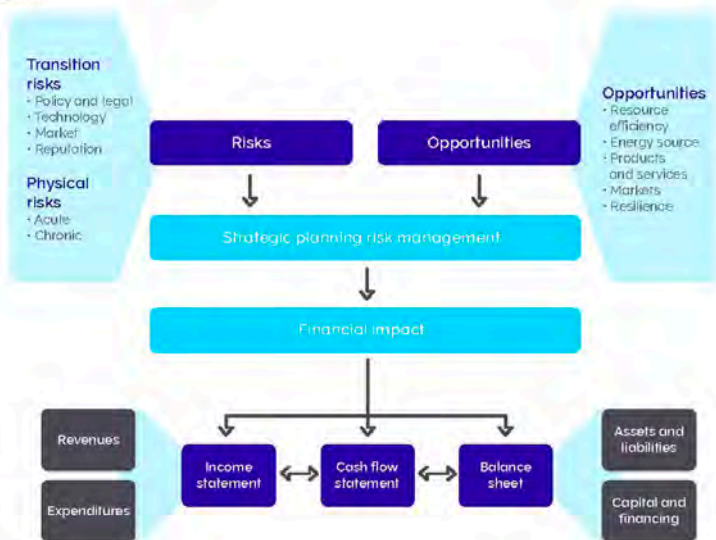 Transition
risks
• Policy and legal
• Technology
• Market
• Reputation
Physical
risks
• Acute
• Chronic
Risks
Opportunities
Opportunities
• Resource
efficiency
• Energy source
• Products
and services
• Markets
• Resilience
Strategic planning risk management
Financial impact
Revenues
Expenditures
Income
statement
Cash flow
statement
Balance
sheet
Assets and
liabilities
Capital and
financing